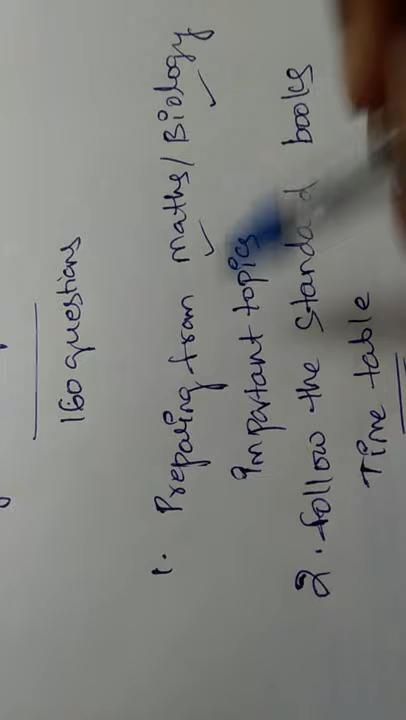 160 questions
1. Preparing from maths/Biology
Important topics
2. follow the standard books
Time table